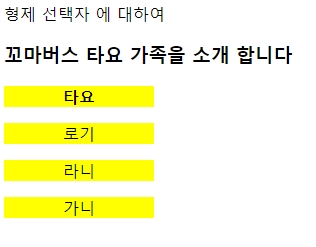 형제 선택자 에 대하여
꼬마버스 타요 가족을 소개 합니다
타요
로기
라니
가니